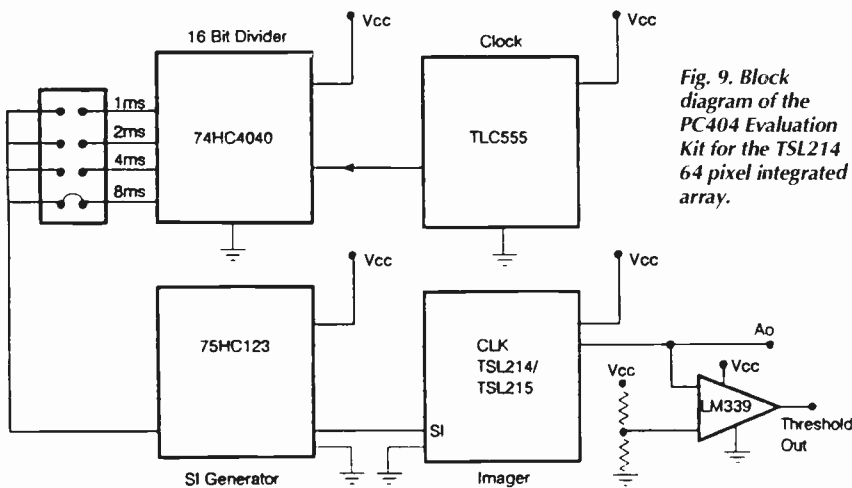 16 Bit Divider
Vcc
Clock
Vcc
1ms
2ms
4ms
8ms
74HC4040
TLC555
Fig. 9. Block
diagram of the
PC404 Evaluation
Kit for the TSL214
64 pixel integrated
array.
Vcc
Vcc
75HC123
CLK
TSL214/
TSL215
SI
Ao
Vcc
Vcc
LM339
Threshold
Out
SI Generator
Imager